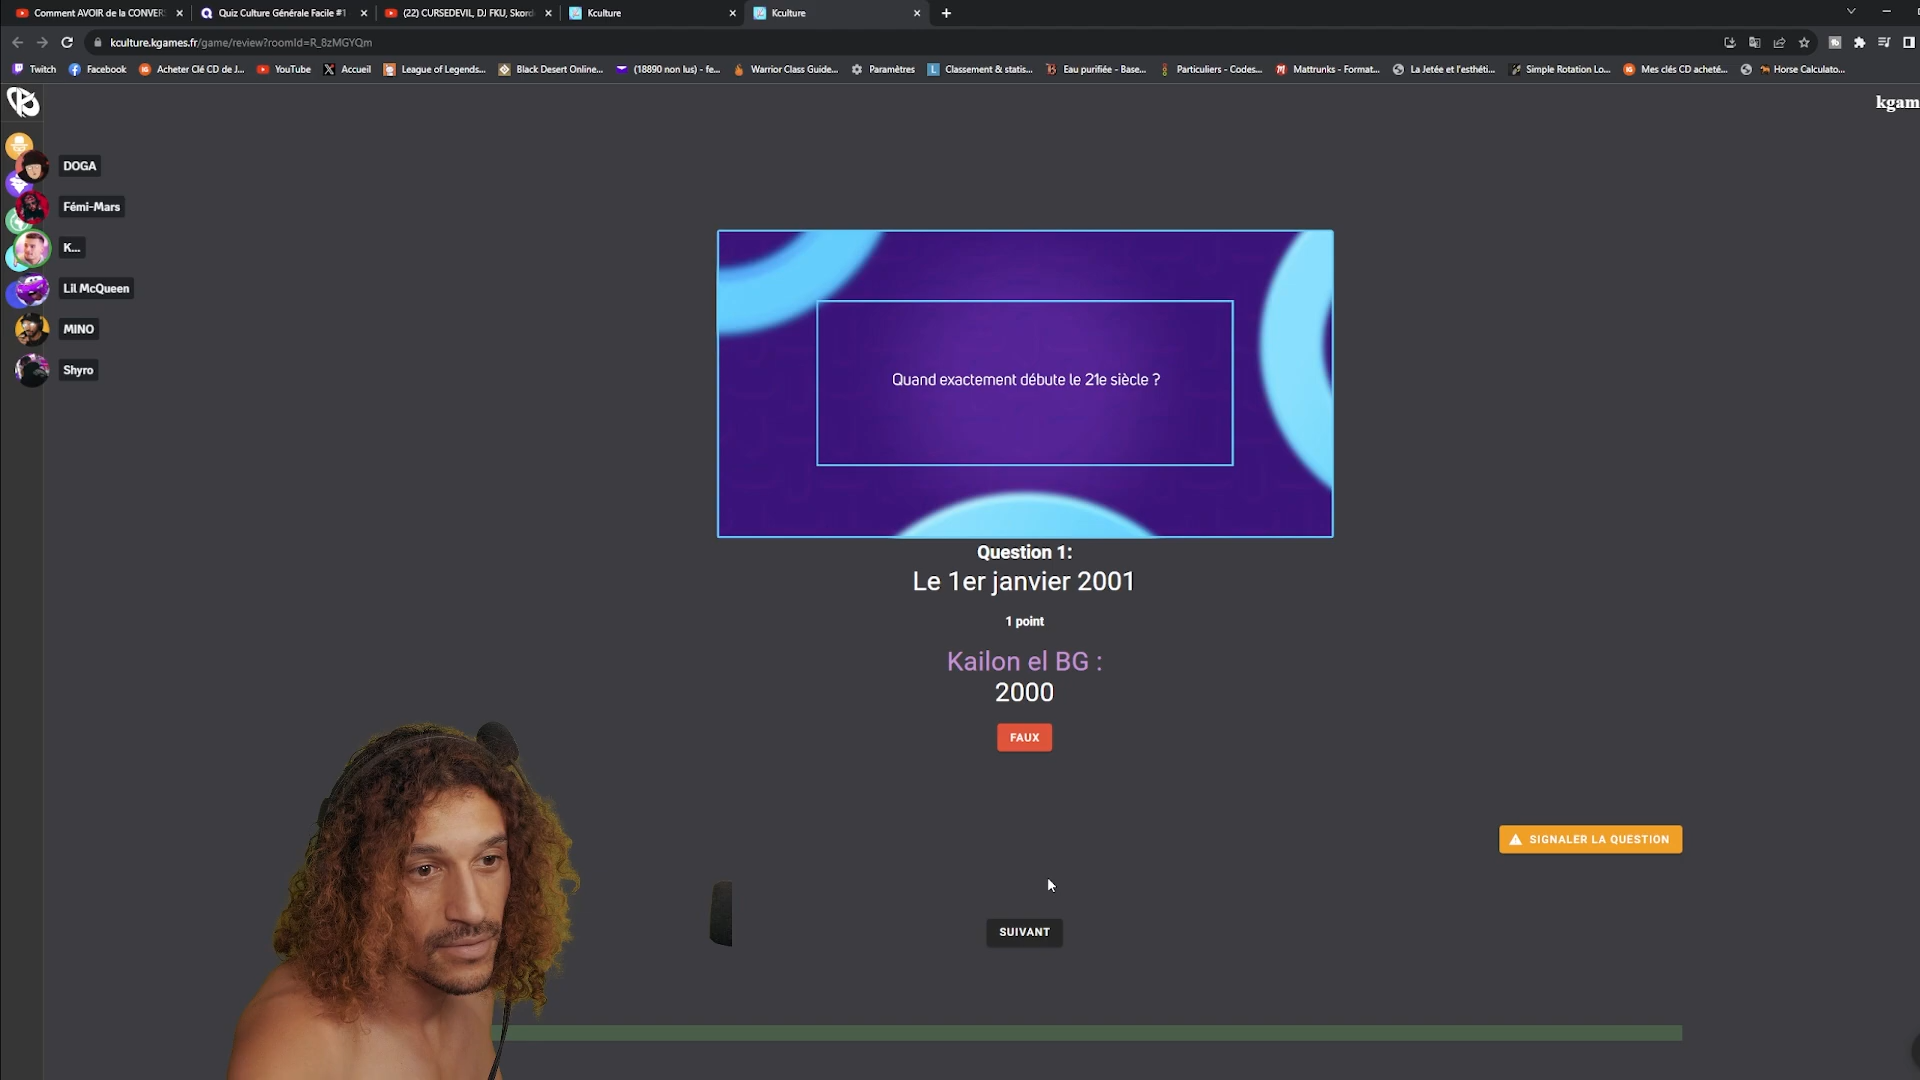 Comment AVOIR de la CONVER
Quiz Culture Générale Facile #1
(22) CURSEDEVIL, DJ FKU, Skord
Kculture
Kculture
kculture.kgames.fr/game/review?roomId=R_8zMGYQm
Twitch
Facebook
Acheter Clé CD de J...
YouTube
Accueil
League of Legends...
Black Desert Online...
(18890 non lus) - fe...
Warrior Class Guide...
Paramètres
Classement & statis...
Eau purifiée - Base...
Particuliers - Codes...
Mattrunks - Format...
La Jetée et l'esthéti...
Simple Rotation Lo...
Mes clés CD acheté...
Horse Calculato...
kgam
DOGA
Fémi-Mars
K...
Lil McQueen
MINO
Shyro
Quand exactement débute le 21e siècle ?
Question 1:
Le 1er janvier 2001
1 point
Kailon el BG :
2000
FAUX
SIGNALER LA QUESTION
SUIVANT